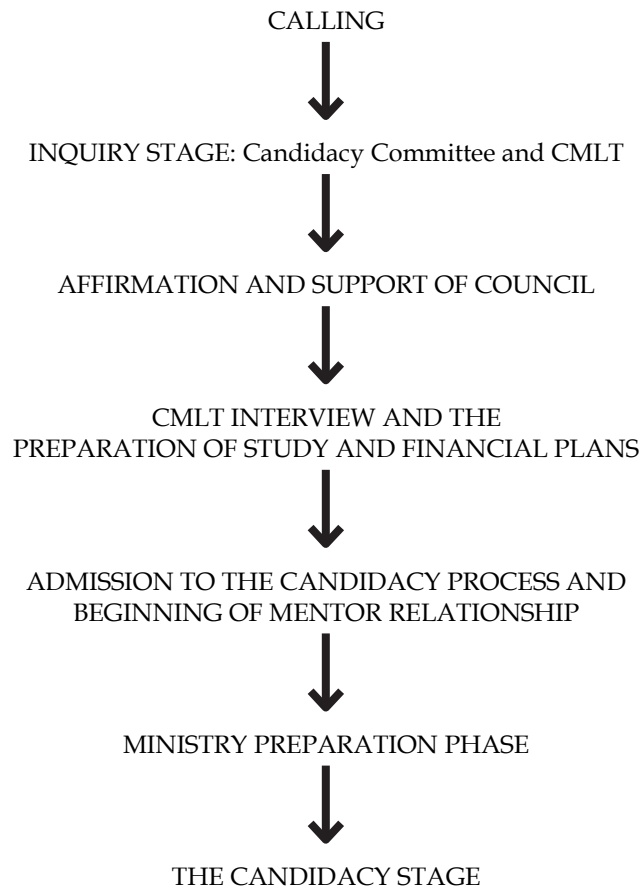 CALLING
INQUIRY STAGE: Candidacy Committee and CMLT
AFFIRMATION AND SUPPORT OF COUNCIL
CMLT INTERVIEW AND THE
PREPARATION OF STUDY AND FINANCIAL PLANS
ADMISSION TO THE CANDIDACY PROCESS AND
BEGINNING OF MENTOR RELATIONSHIP
MINISTRY PREPARATION PHASE
THE CANDIDACY STAGE